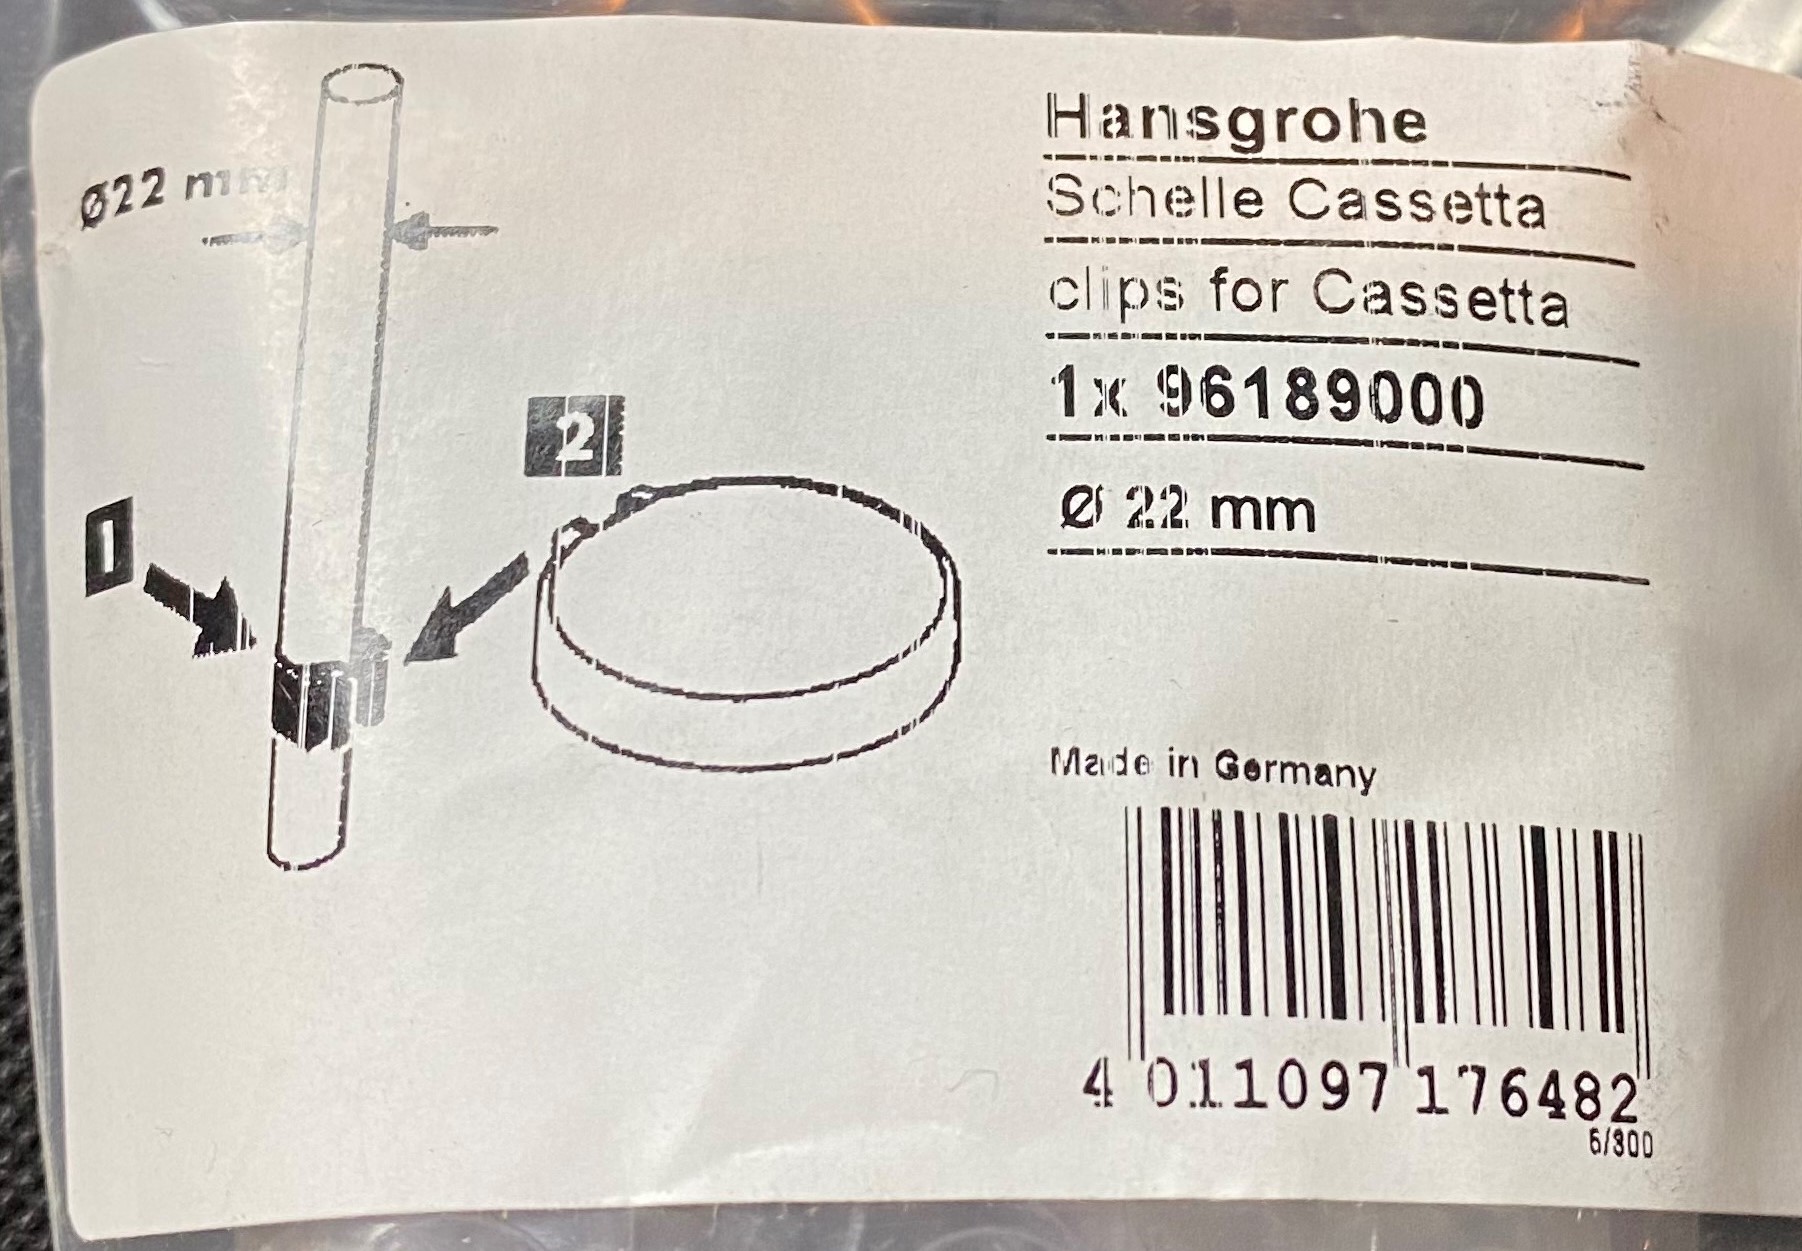 Ø22 mm
1
2
Hansgrohe
Schelle Cassetta
clips for Cassetta
1x 96189000
Ø 22 mm
Made in Germany
4 011097 176482
6/300